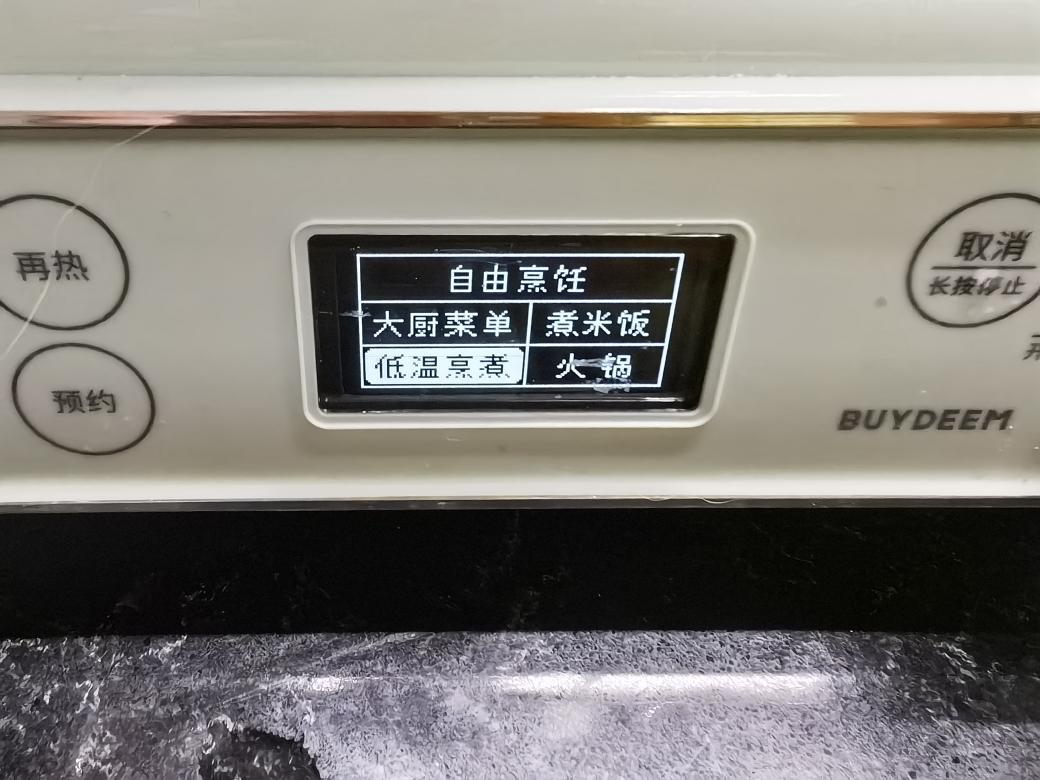 再热
预约
自由烹饪
大厨菜单 煮米饭
低温烹煮 火锅
取消
长按停止
BUYDEEM